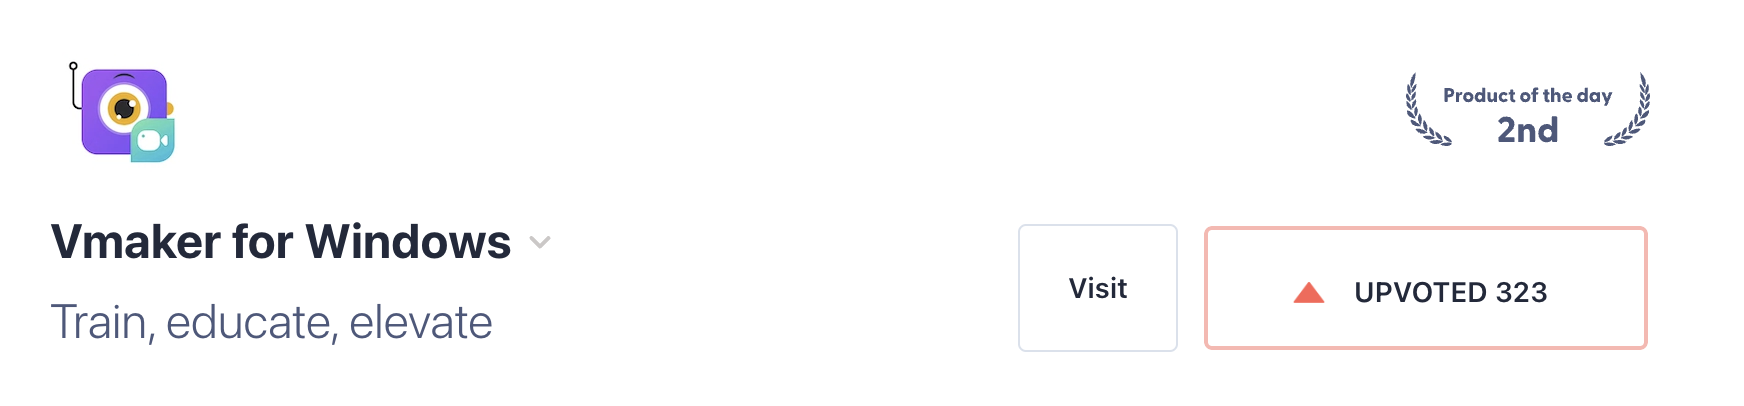 Product of the day
2nd
Vmaker for Windows
Train, educate, elevate
Visit
UPVOTED 323